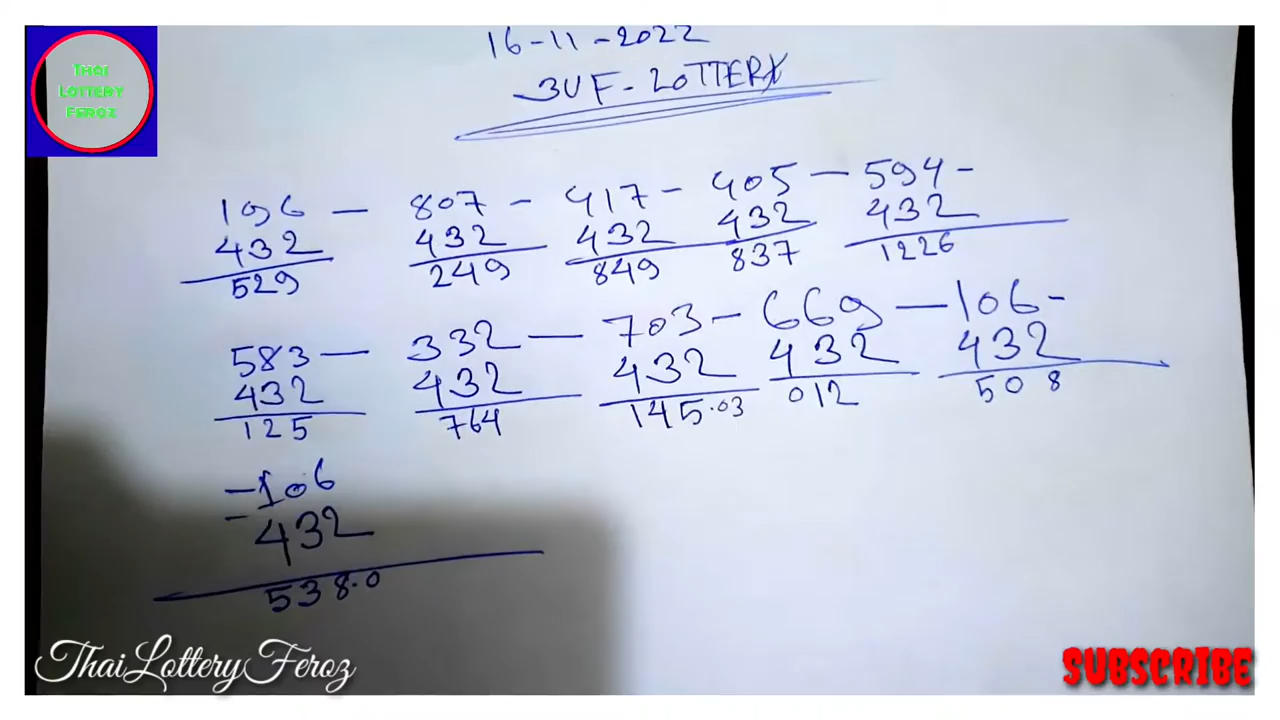 THAI
LOTTERY
FEROZ
16-11-2022
3UF-LOTTERY
196 — 807 - 417 - 405 — 594 -
432 432 432 432 432
529 249 849 837 1226
583 — 332 — 703 - 669 — 106 -
432 432 432 432 432
125 764 145.03 012 508
- 106
- 432
538.0
ThaiLotteryFeroz
SUBSCRIBE